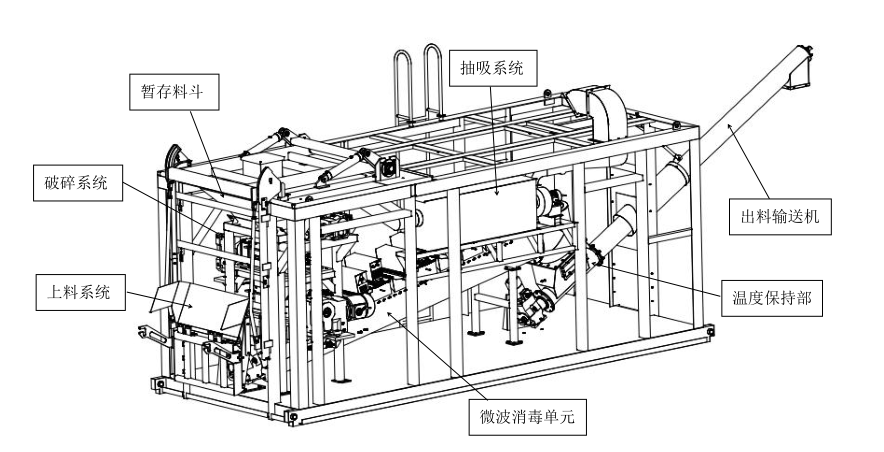 抽吸系统
暂存料斗
破碎系统
出料输送机
上料系统
温度保持部
微波消毒单元